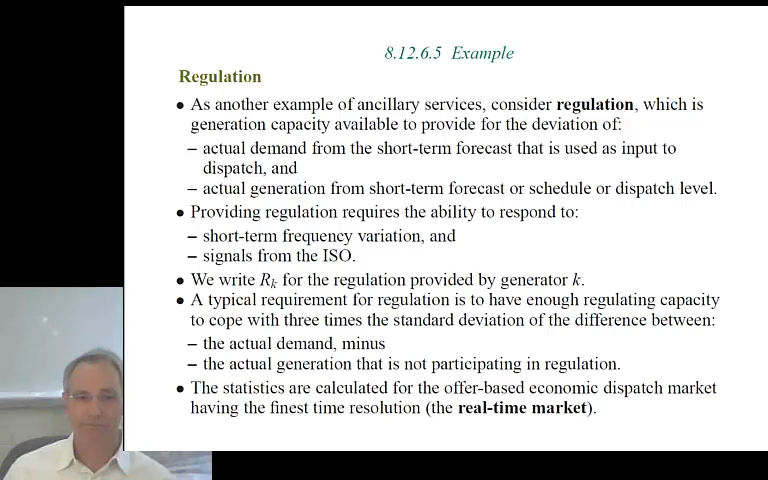 8.12.6.5 Example
Regulation
• As another example of ancillary services, consider regulation, which is
generation capacity available to provide for the deviation of:
– actual demand from the short-term forecast that is used as input to
dispatch, and
– actual generation from short-term forecast or schedule or dispatch level.
• Providing regulation requires the ability to respond to:
– short-term frequency variation, and
– signals from the ISO.
• We write Rk for the regulation provided by generator k.
• A typical requirement for regulation is to have enough regulating capacity
to cope with three times the standard deviation of the difference between:
– the actual demand, minus
– the actual generation that is not participating in regulation.
• The statistics are calculated for the offer-based economic dispatch market
having the finest time resolution (the real-time market).